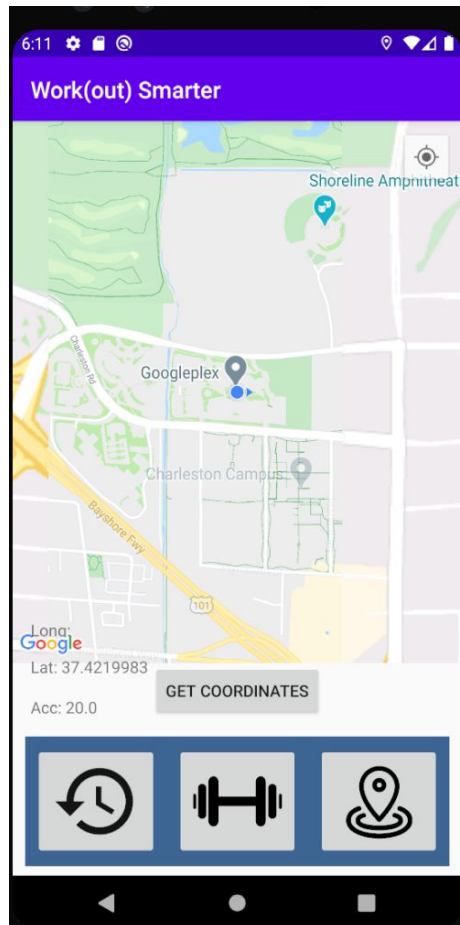 6:11
Work(out) Smarter
Shoreline Amphitheat
Charleston Rd
Googleplex
Charleston Campus
Bayshore Fwy
101
Long:
Google
Lat: 37.4219983
GET COORDINATES
Acc: 20.0